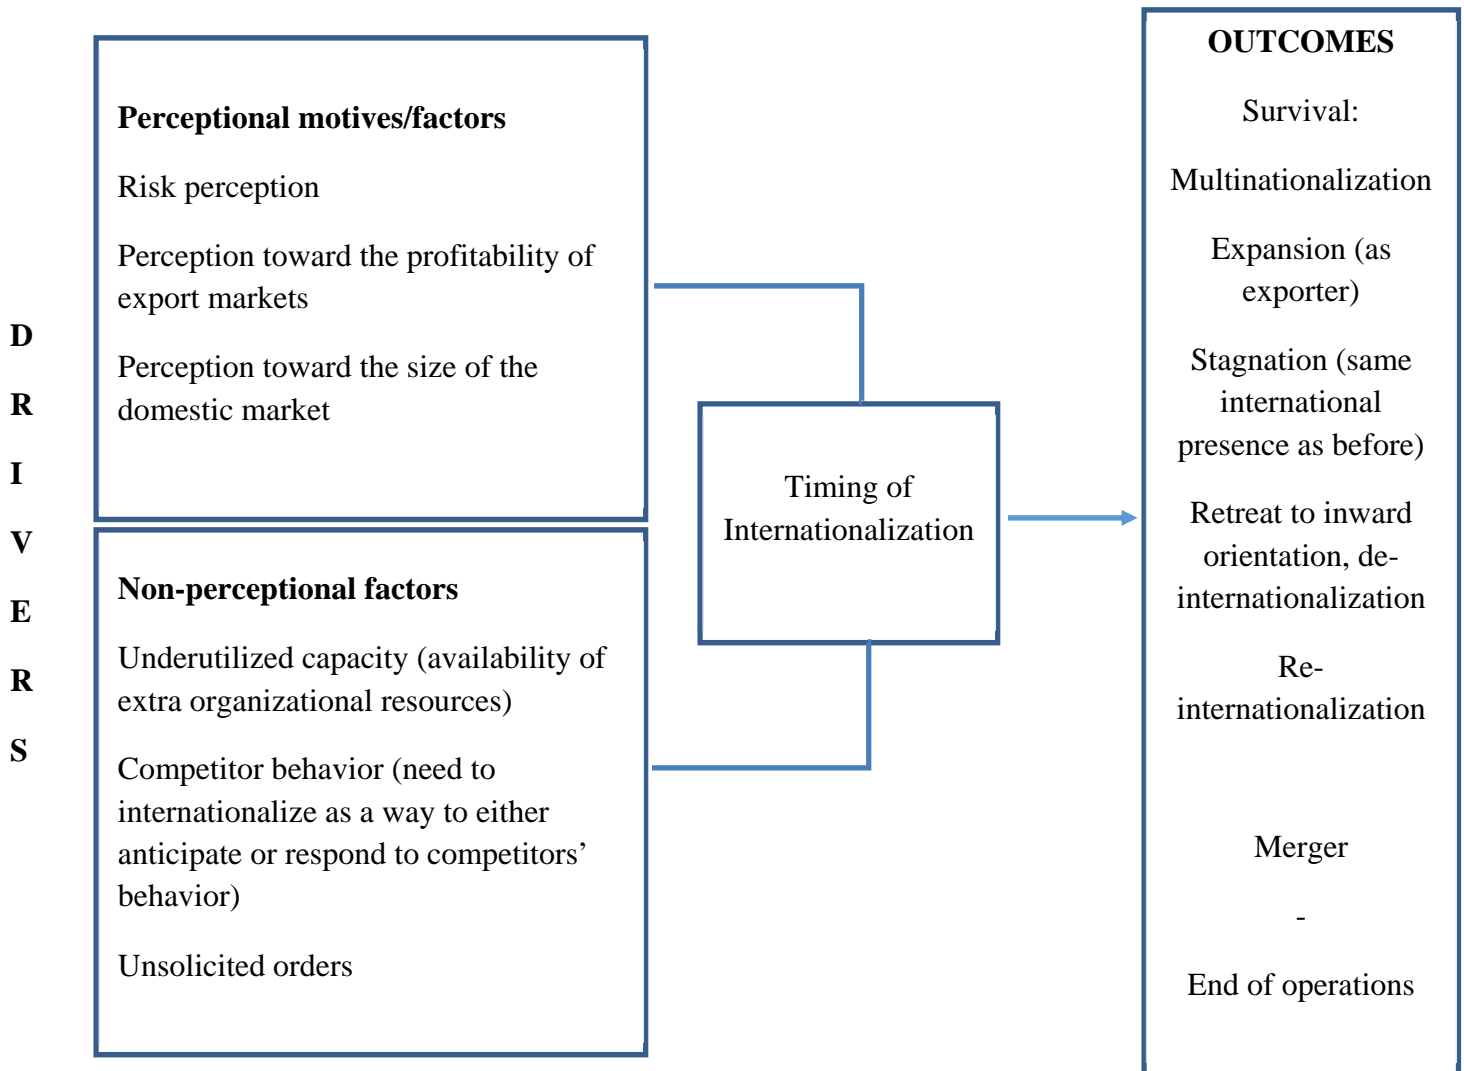 D
R
I
V
E
R
S
Perceptional motives/factors
Risk perception
Perception toward the profitability of
export markets
Perception toward the size of the
domestic market
Non-perceptional factors
Underutilized capacity (availability of
extra organizational resources)
Competitor behavior (need to
internationalize as a way to either
anticipate or respond to competitors’
behavior)
Unsolicited orders
Timing of
Internationalization
OUTCOMES
Survival:
Multinationalization
Expansion (as
exporter)
Stagnation (same
international
presence as before)
Retreat to inward
orientation, de-
internationalization
Re-
internationalization
Merger
-
End of operations